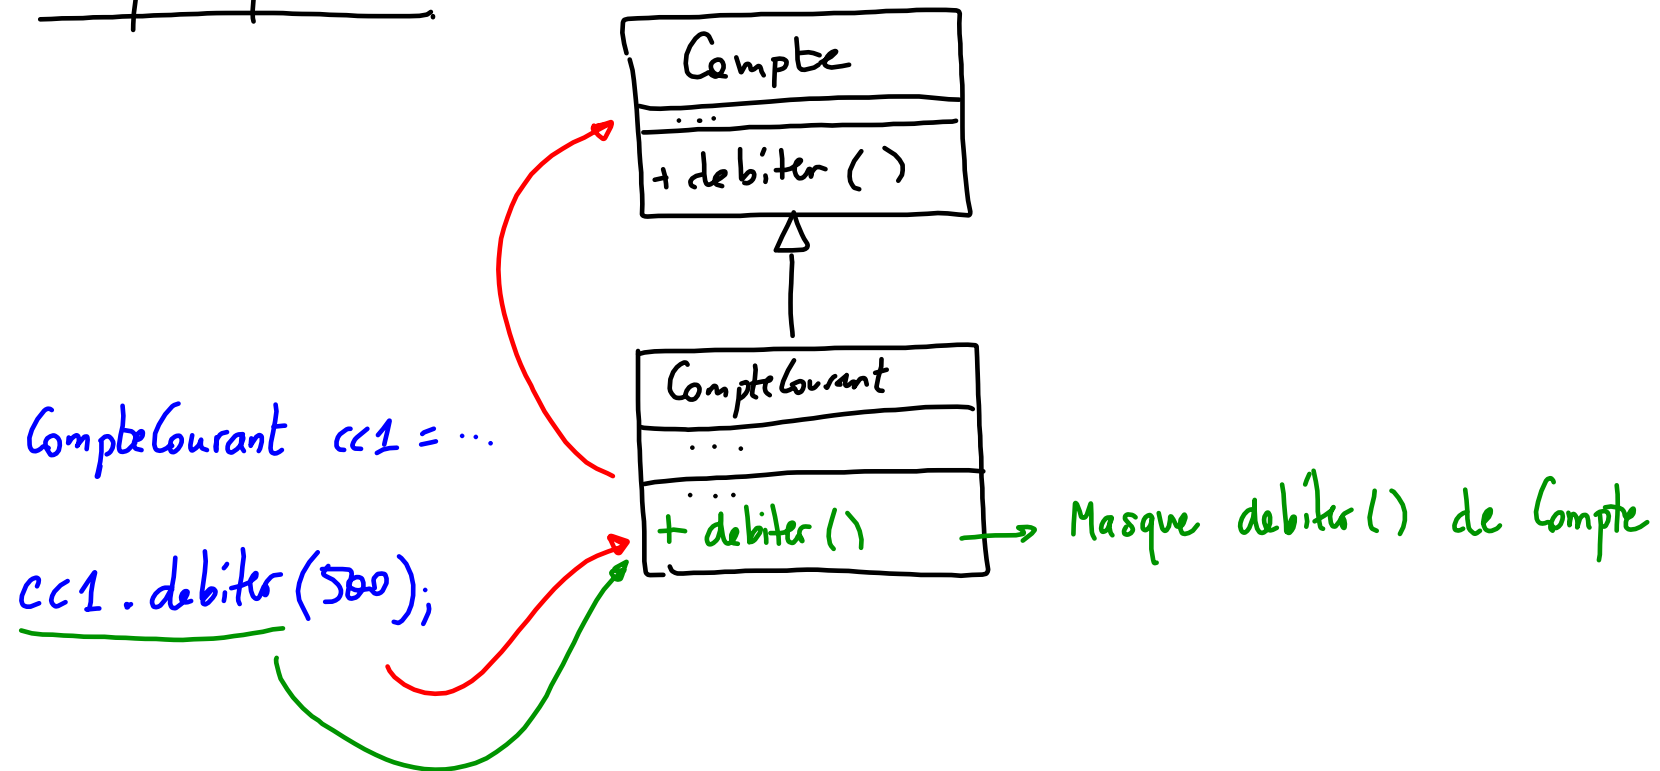 Compte
...
+ debiter ()
CompteCourant
...
...
+ debiter ()
Masque debiter() de Compte
CompteCourant cc1 = ...
cc1.debiter(500);